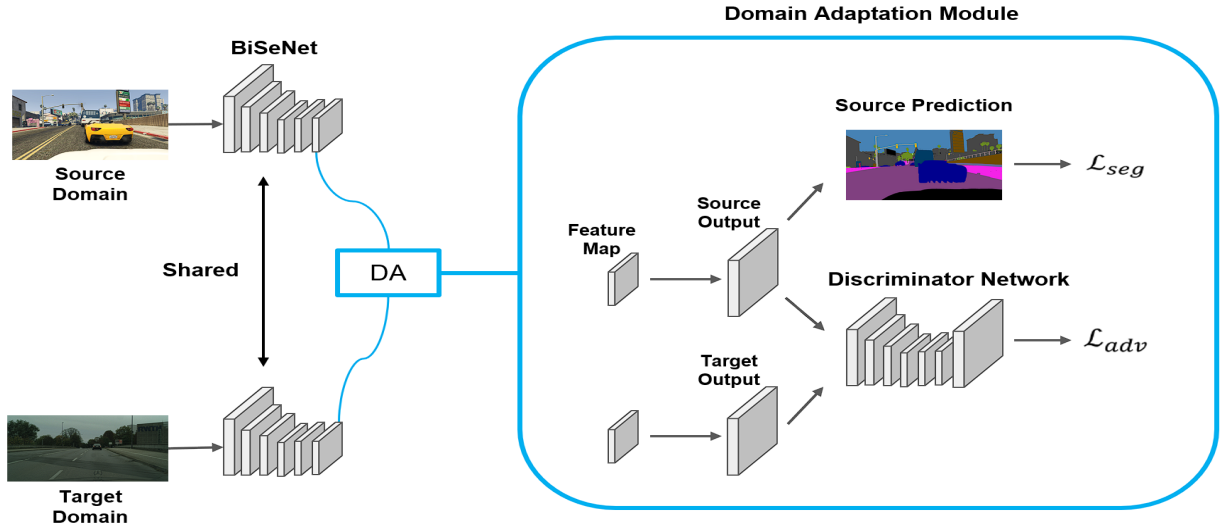 Domain Adaptation Module
BiSeNet
Source
Domain
Shared
DA
Target
Domain
Source Prediction
ℒseg
Source
Output
Feature
Map
Discriminator Network
ℒadv
Target
Output